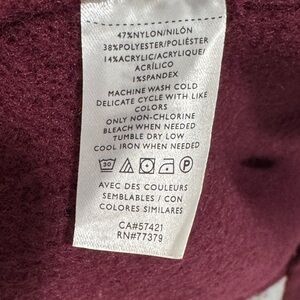 47%NYLON/NILÓN
38%POLYESTER/POLIÉSTER
14%ACRYLIC/ACRYLIQUE/
ACRÍLICO
1%SPANDEX
MACHINE WASH COLD
DELICATE CYCLE WITH LIKE
COLORS
ONLY NON-CHLORINE
BLEACH WHEN NEEDED
TUMBLE DRY LOW
COOL IRON WHEN NEEDED
30 P
AVEC DES COULEURS
SEMBLABLES / CON
COLORES SIMILARES
CA#57421
RN#77379